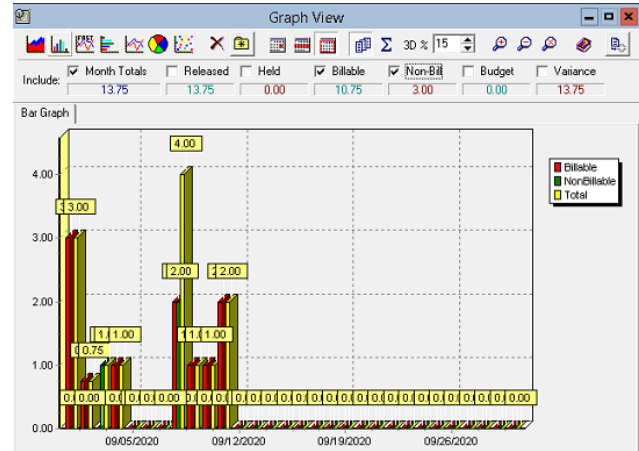 Graph View
3D % 15
Include: Month Totals Released Held Billable Non-Bill Budget Variance
13.75 13.75 0.00 10.75 3.00 0.00 13.75
Bar Graph
4.00
4.00
Billable
NonBillable
Total
3.00
3.00
2.00 2.00
2.00
0.75 1.00 1.00
1.00
0.00 0.00 0.00
0.00
09/05/2020 09/12/2020 09/19/2020 09/26/2020